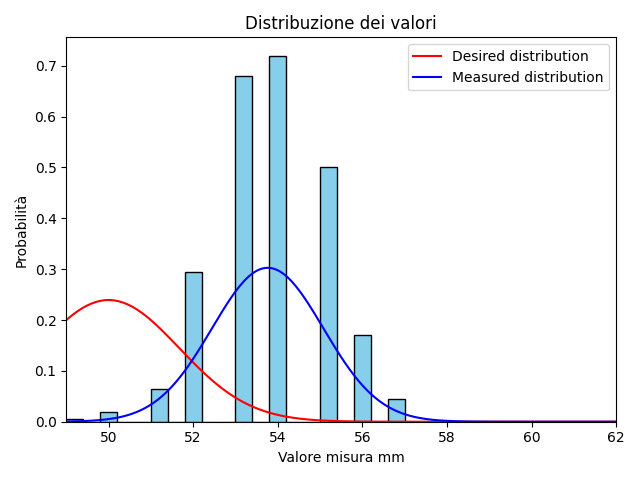 Distribuzione dei valori
Desired distribution
Measured distribution
Probabilità
0.7
0.6
0.5
0.4
0.3
0.2
0.1
0.0
50 52 54 56 58 60 62
Valore misura mm